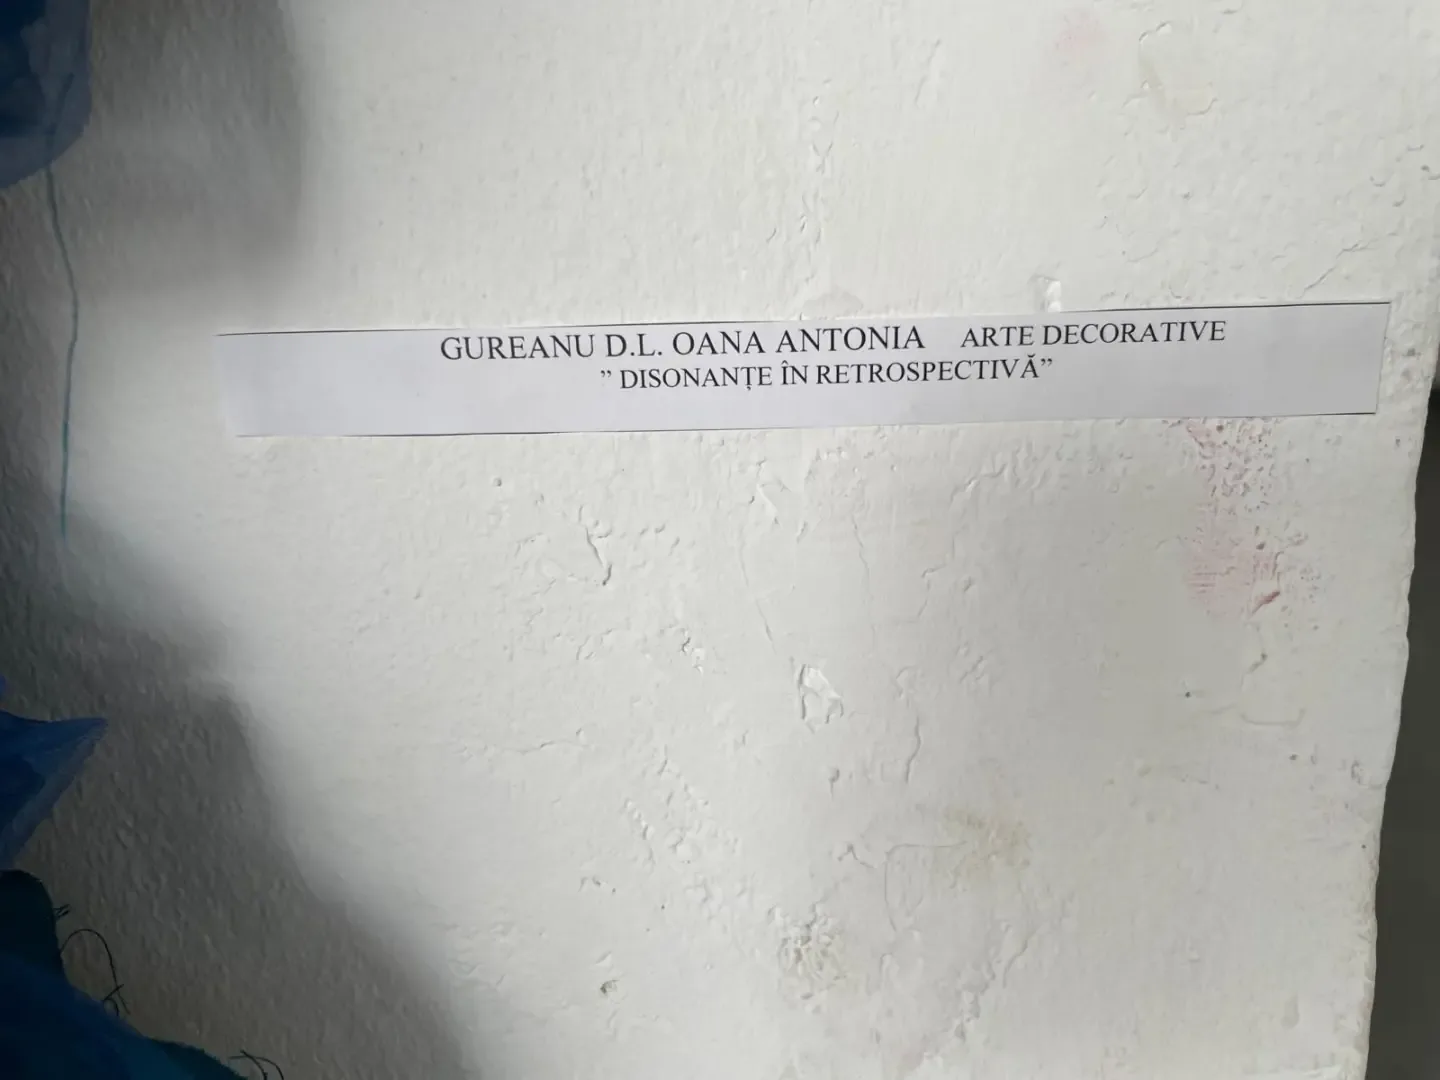 GUREANU D.L. OANA ANTONIA ARTE DECORATIVE
” DISONANȚE ÎN RETROSPECTIVĂ”